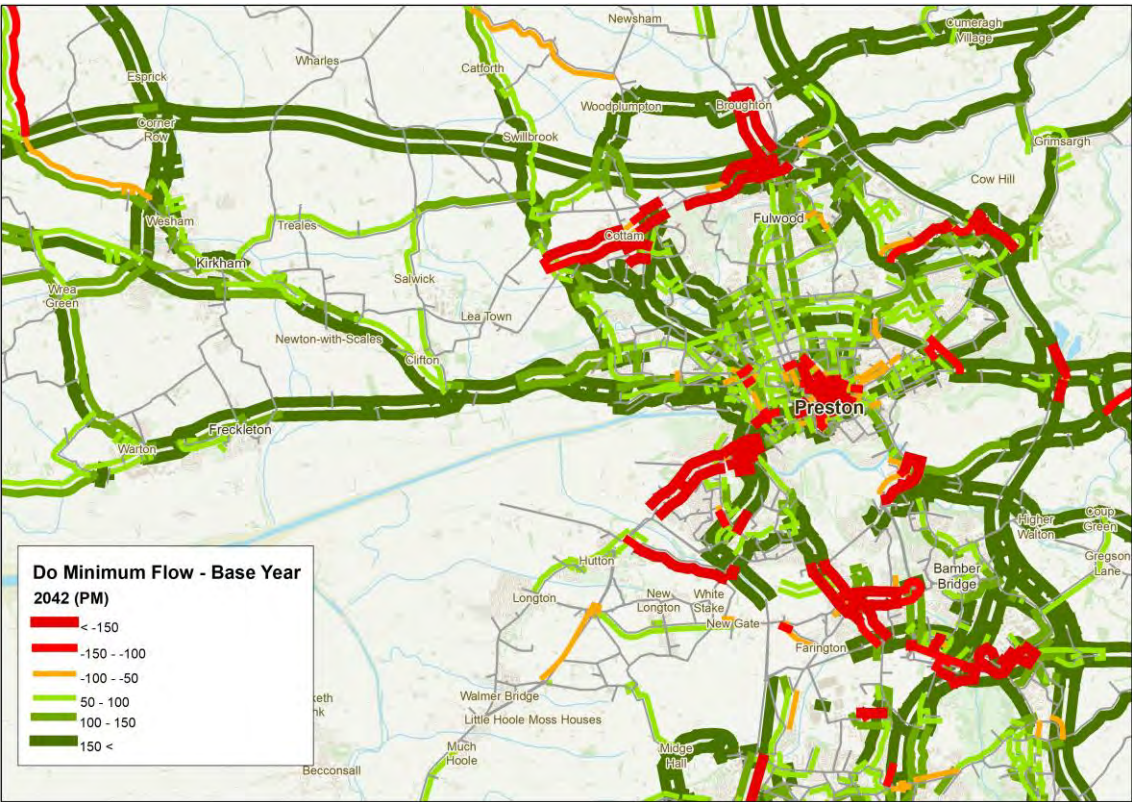 Newsham
Cumeragh
Village
Wharles
Catforth
Esprick
Woodplumpton
Broughton
Corner
Row
Swillbrook
Grimsargh
Cow Hill
Wesham
Treales
Fulwood
Cottam
Kirkham
Salwick
Wrea
Green
Lea Town
Newton-with-Scales
Clifton
Preston
Freckleton
Warton
Higher
Walton
Coup
Green
Gregson
Lane
Hutton
Bamber
Bridge
Longton
New
Longton
White
Stake
New Gate
Farington
Walmer Bridge
Little Hoole Moss Houses
Much
Hoole
Midge
Hall
keth
nk
Becconsall
Do Minimum Flow - Base Year
2042 (PM)
< -150
-150 - -100
-100 - -50
50 - 100
100 - 150
150 <